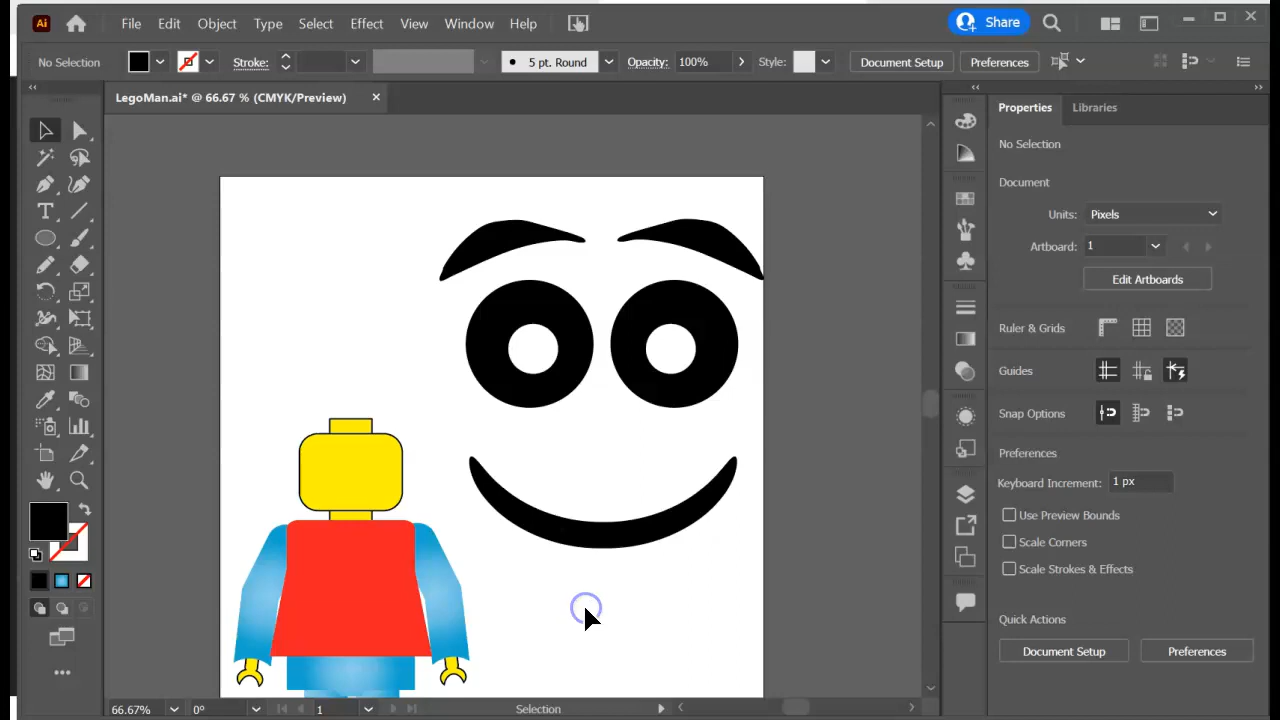 Ai File Edit Object Type Select Effect View Window Help Share
No Selection Stroke: 5 pt. Round Opacity: 100% Style: Document Setup Preferences
LegoMan.ai* @ 66.67 % (CMYK/Preview) ×
Properties Libraries
No Selection
Document
Units: Pixels
Artboard: 1
Edit Artboards
Ruler & Grids
Guides
Snap Options
Preferences
Keyboard Increment: 1 px
Use Preview Bounds
Scale Corners
Scale Strokes & Effects
Quick Actions
Document Setup Preferences
66.67% 0° 1 Selection